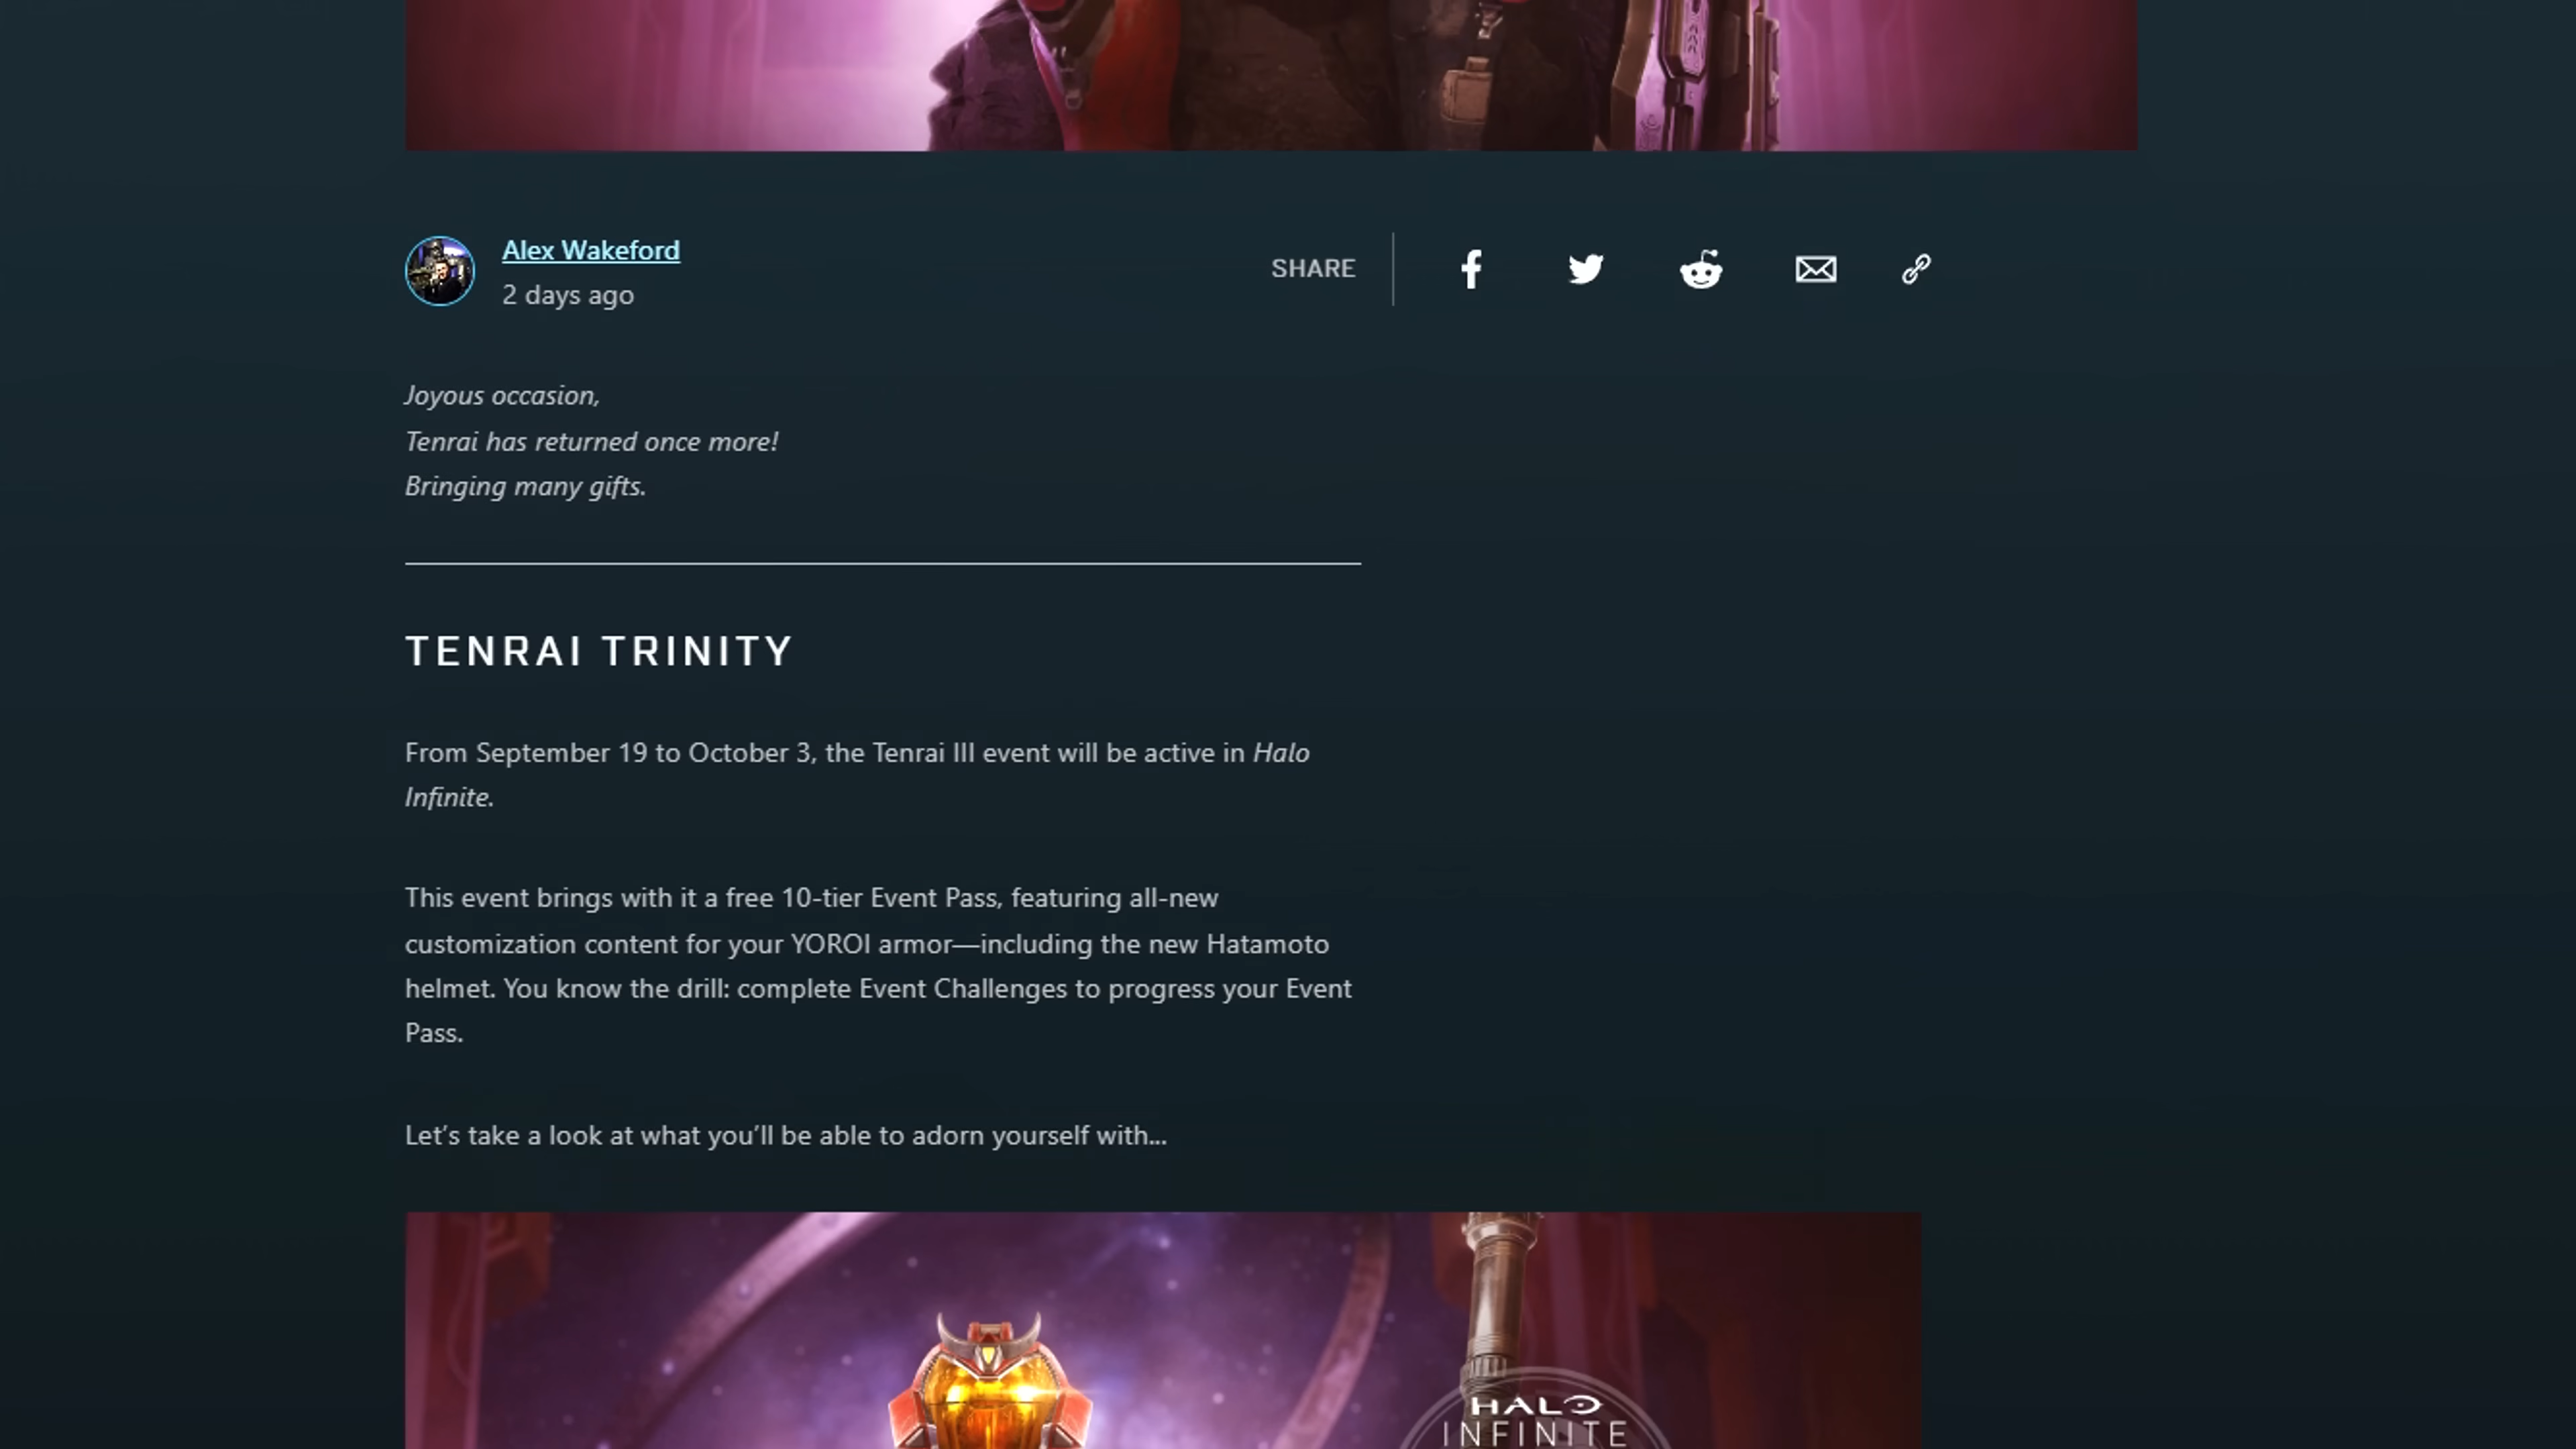 Alex Wakeford
2 days ago
SHARE
Joyous occasion,
Tenrai has returned once more!
Bringing many gifts.
TENRAI TRINITY
From September 19 to October 3, the Tenrai III event will be active in Halo
Infinite.
This event brings with it a free 10-tier Event Pass, featuring all-new
customization content for your YOROI armor—including the new Hatamoto
helmet. You know the drill: complete Event Challenges to progress your Event
Pass.
Let’s take a look at what you’ll be able to adorn yourself with...
HALO
INFINITE